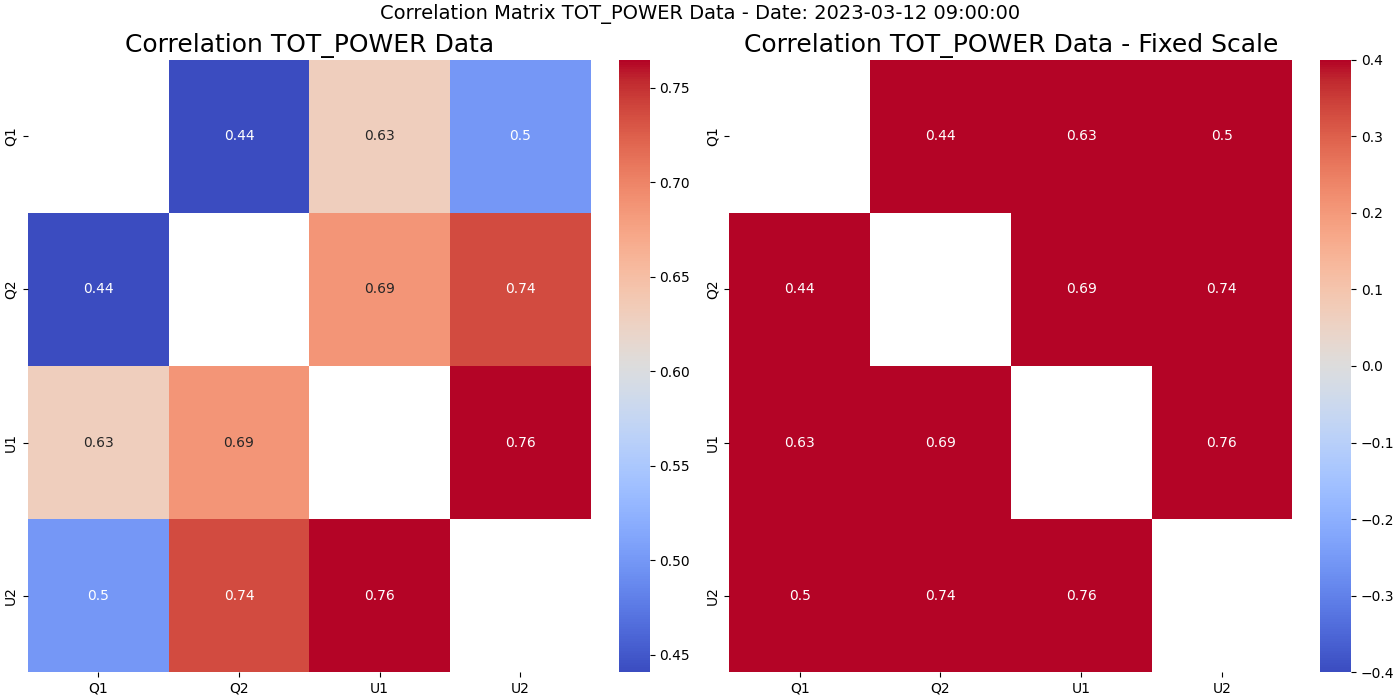 Correlation Matrix TOT_POWER Data - Date: 2023-03-12 09:00:00
Correlation TOT_POWER Data
Q1
0.44
0.63
0.5
Q2
0.44
0.69
0.74
U1
0.63
0.69
0.76
U2
0.5
0.74
0.76
Q1
Q2
U1
U2
0.75
0.70
0.65
0.60
0.55
0.50
0.45
Correlation TOT_POWER Data - Fixed Scale
Q1
0.44
0.63
0.5
Q2
0.44
0.69
0.74
U1
0.63
0.69
0.76
U2
0.5
0.74
0.76
Q1
Q2
U1
U2
0.4
0.3
0.2
0.1
0.0
−0.1
−0.2
−0.3
−0.4